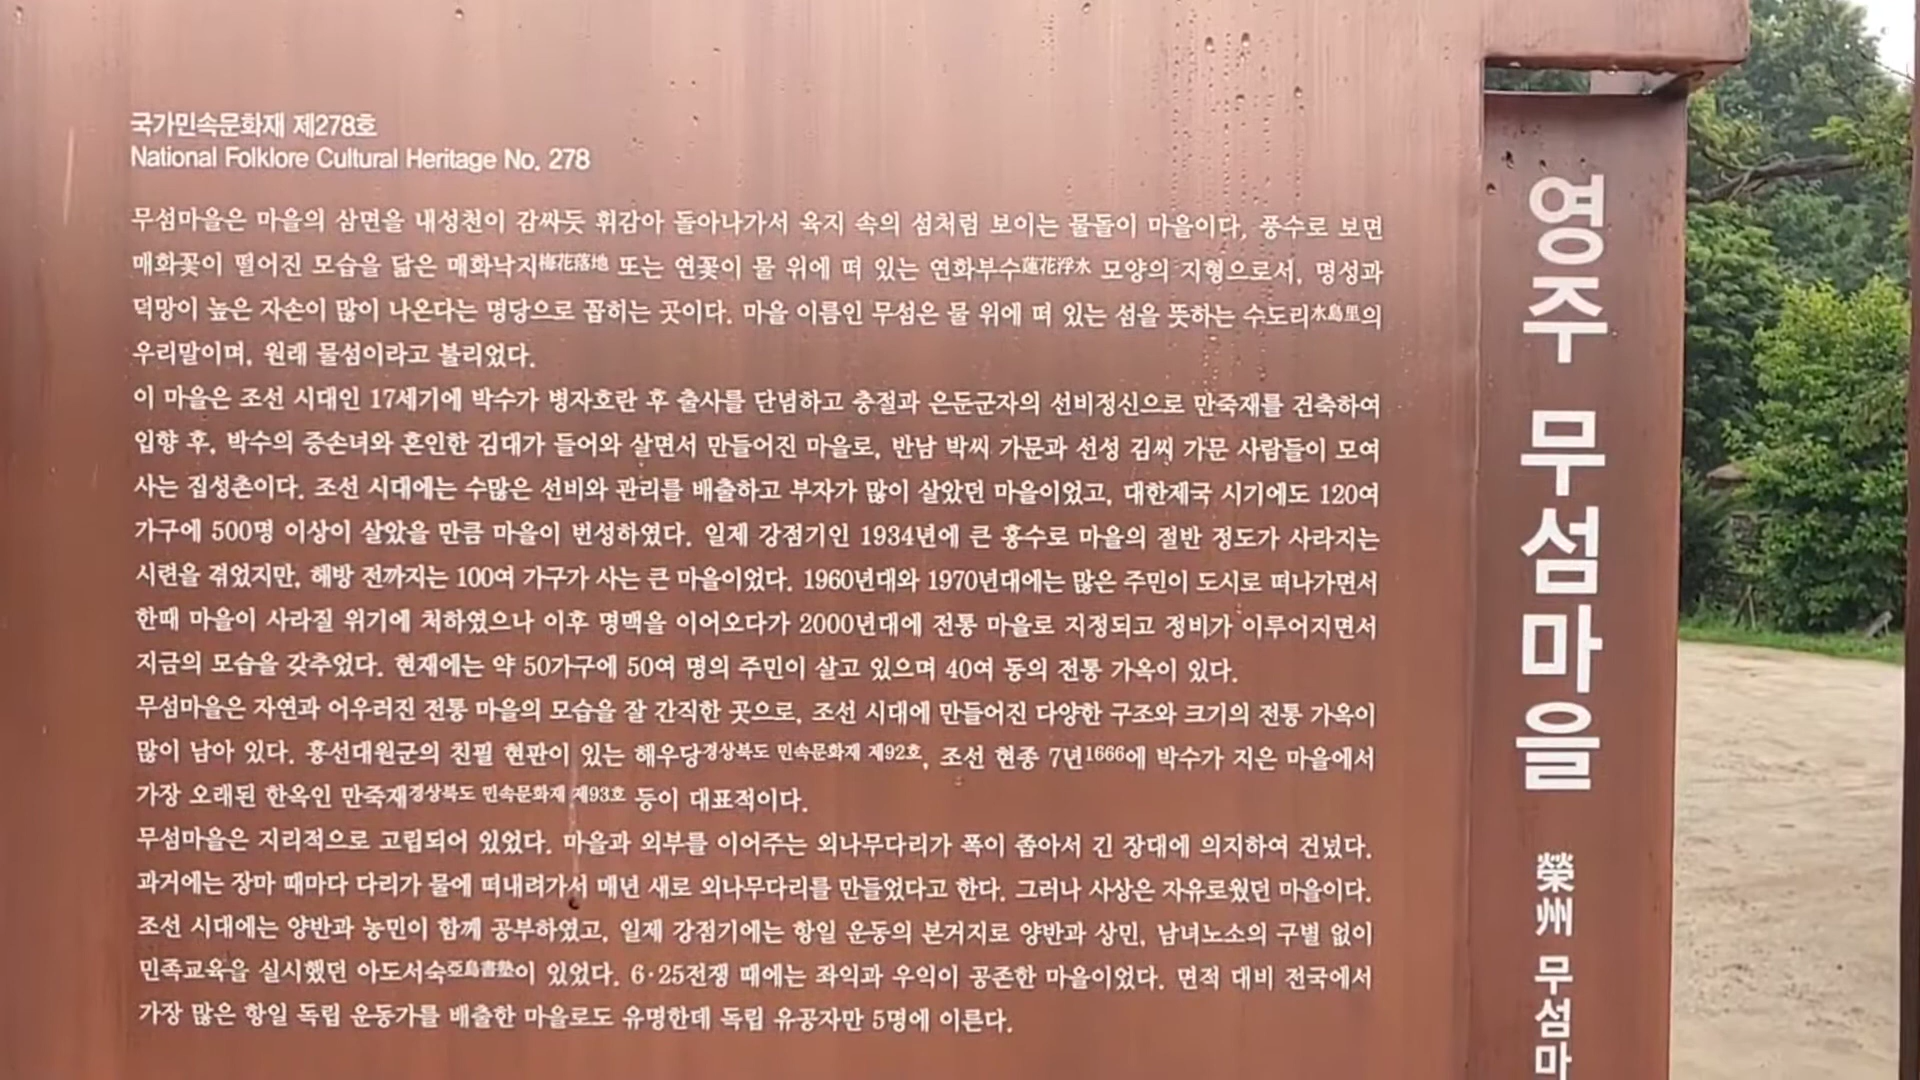 국가민속문화재 제278호
National Folklore Cultural Heritage No. 278
무섬마을은 마을의 삼면을 내성천이 감싸듯 휘감아 돌아나가서 육지 속의 섬처럼 보이는 물돌이 마을이다. 풍수로 보면
매화꽃이 떨어진 모습을 닮은 매화낙지梅花落地 또는 연꽃이 물 위에 떠 있는 연화부수蓮花浮水 모양의 지형으로서, 명성과
덕망이 높은 자손이 많이 나온다는 명당으로 꼽히는 곳이다. 마을 이름인 무섬은 물 위에 떠 있는 섬을 뜻하는 수도리水島里의
우리말이며, 원래 물섬이라고 불리었다.
이 마을은 조선 시대인 17세기에 박수가 병자호란 후 출사를 단념하고 충절과 은둔군자의 선비정신으로 만죽재를 건축하여
입향 후, 박수의 증손녀와 혼인한 김대가 들어와 살면서 만들어진 마을로, 반남 박씨 가문과 선성 김씨 가문 사람들이 모여
사는 집성촌이다. 조선 시대에는 수많은 선비와 관리를 배출하고 부자가 많이 살았던 마을이었고, 대한제국 시기에도 120여
가구에 500명 이상이 살았을 만큼 마을이 번성하였다. 일제 강점기인 1934년에 큰 홍수로 마을의 절반 정도가 사라지는
시련을 겪었지만, 해방 전까지는 100여 가구가 사는 큰 마을이었다. 1960년대와 1970년대에는 많은 주민이 도시로 떠나가면서
한때 마을이 사라질 위기에 처하였으나 이후 명맥을 이어오다가 2000년대에 전통 마을로 지정되고 정비가 이루어지면서
지금의 모습을 갖추었다. 현재에는 약 50가구에 50여 명의 주민이 살고 있으며 40여 동의 전통 가옥이 있다.
무섬마을은 자연과 어우러진 전통 마을의 모습을 잘 간직한 곳으로, 조선 시대에 만들어진 다양한 구조와 크기의 전통 가옥이
많이 남아 있다. 흥선대원군의 친필 현판이 있는 해우당경상북도 민속문화재 제92호, 조선 현종 7년1666에 박수가 지은 마을에서
가장 오래된 한옥인 만죽재경상북도 민속문화재 제93호 등이 대표적이다.
무섬마을은 지리적으로 고립되어 있었다. 마을과 외부를 이어주는 외나무다리가 폭이 좁아서 긴 장대에 의지하여 건넜다.
과거에는 장마 때마다 다리가 물에 떠내려가서 매년 새로 외나무다리를 만들었다고 한다. 그러나 사상은 자유로웠던 마을이다.
조선 시대에는 양반과 농민이 함께 공부하였고, 일제 강점기에는 항일 운동의 본거지로 양반과 상민, 남녀노소의 구별 없이
민족교육을 실시했던 아도서숙亞島書塾이 있었다. 6·25전쟁 때에는 좌익과 우익이 공존한 마을이었다. 면적 대비 전국에서
가장 많은 항일 독립 운동가를 배출한 마을로도 유명한데 독립 유공자만 5명에 이른다.
영주 무섬마을
榮州 무섬마